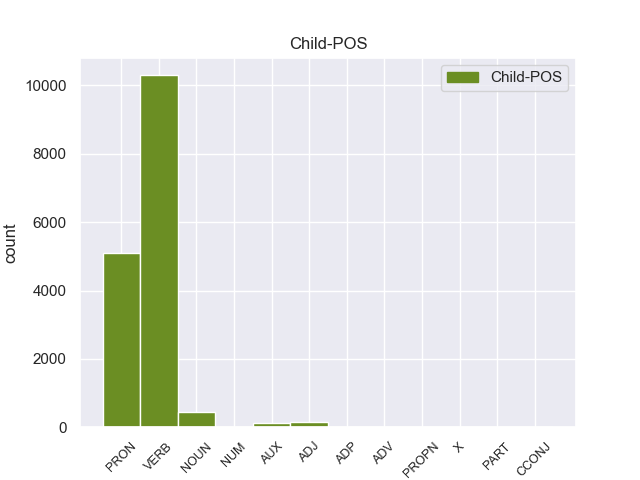 Child-POS
Child-POS
count
10000
8000
6000
4000
2000
0
PRON VERB NOUN NUM AUX ADJ ADP ADV PROPN X PART CCONJ